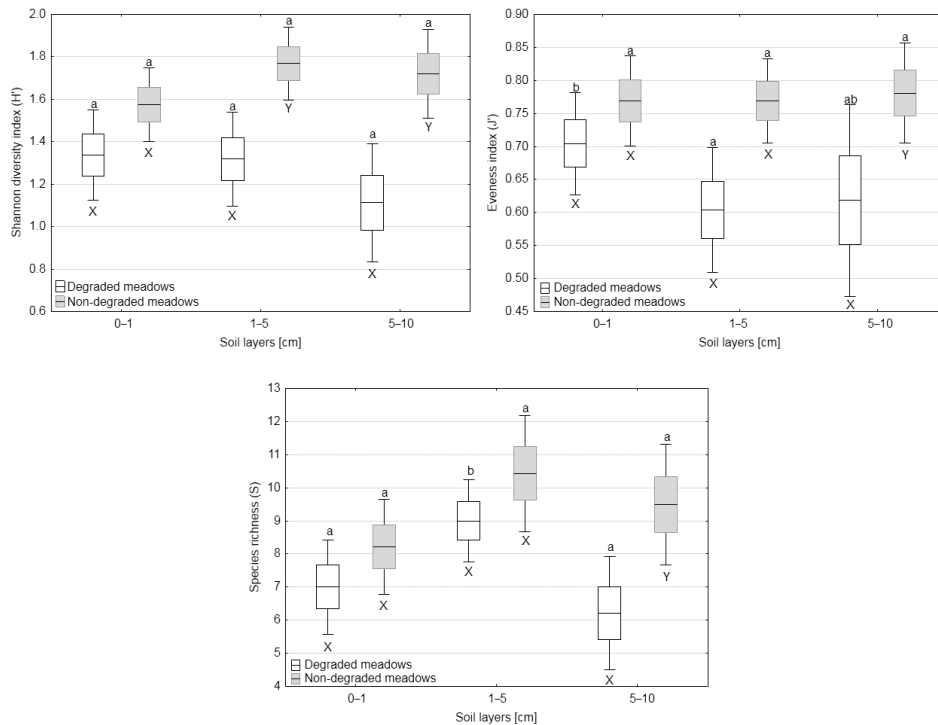 2.0
1.8
1.6
1.4
1.2
1.0
0.8
0.6
Shannon diversity index (H')
a
a
a
a
a
a
X
X
X
Y
X
Y
Degraded meadows
Non-degraded meadows
0–1
1–5
5–10
Soil layers [cm]
0.90
0.85
0.80
0.75
0.70
0.65
0.60
0.55
0.50
0.45
Eveness index (J')
b
a
a
a
ab
a
X
X
X
X
X
Y
Degraded meadows
Non-degraded meadows
0–1
1–5
5–10
Soil layers [cm]
13
12
11
10
9
8
7
6
5
4
Species richness (S)
a
a
b
a
a
a
X
X
X
X
X
Y
Degraded meadows
Non-degraded meadows
0–1
1–5
5–10
Soil layers [cm]